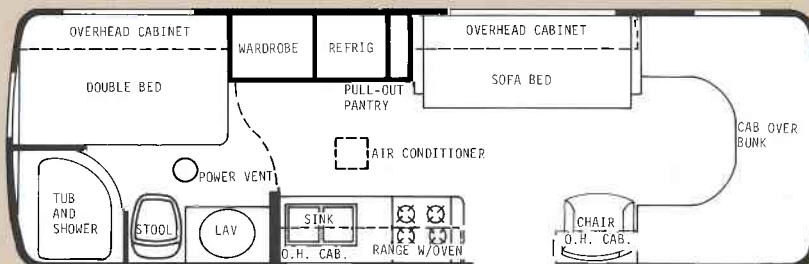 OVERHEAD CABINET
WARDROBE
REFRIG
OVERHEAD CABINET
DOUBLE BED
PULL-OUT
PANTRY
SOFA BED
CAB OVER
BUNK
AIR CONDITIONER
POWER VENT
TUB
AND
SHOWER
STOOL
LAV
SINK
O.H. CAB.
RANGE W/OVEN
CHAIR
O.H. CAB.